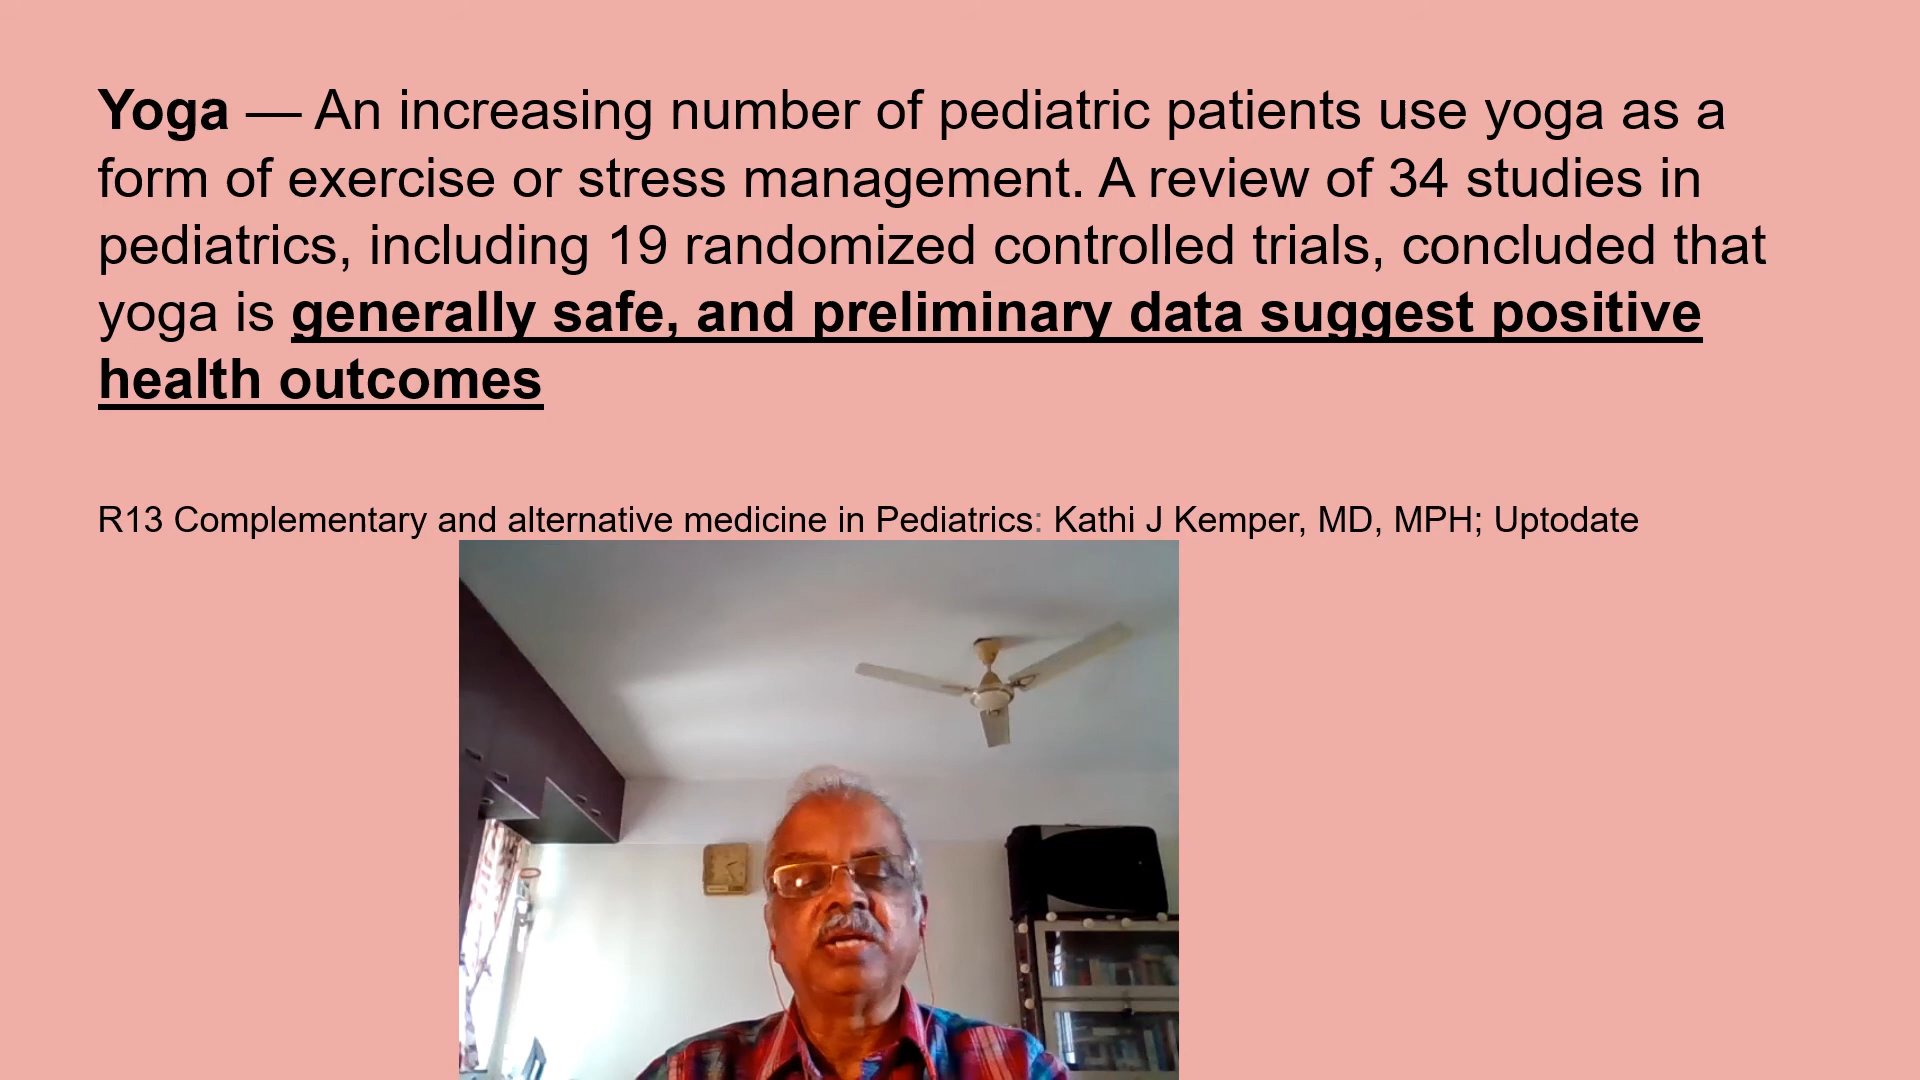 Yoga — An increasing number of pediatric patients use yoga as a
form of exercise or stress management. A review of 34 studies in
pediatrics, including 19 randomized controlled trials, concluded that
yoga is generally safe, and preliminary data suggest positive
health outcomes
R13 Complementary and alternative medicine in Pediatrics: Kathi J Kemper, MD, MPH; Uptodate